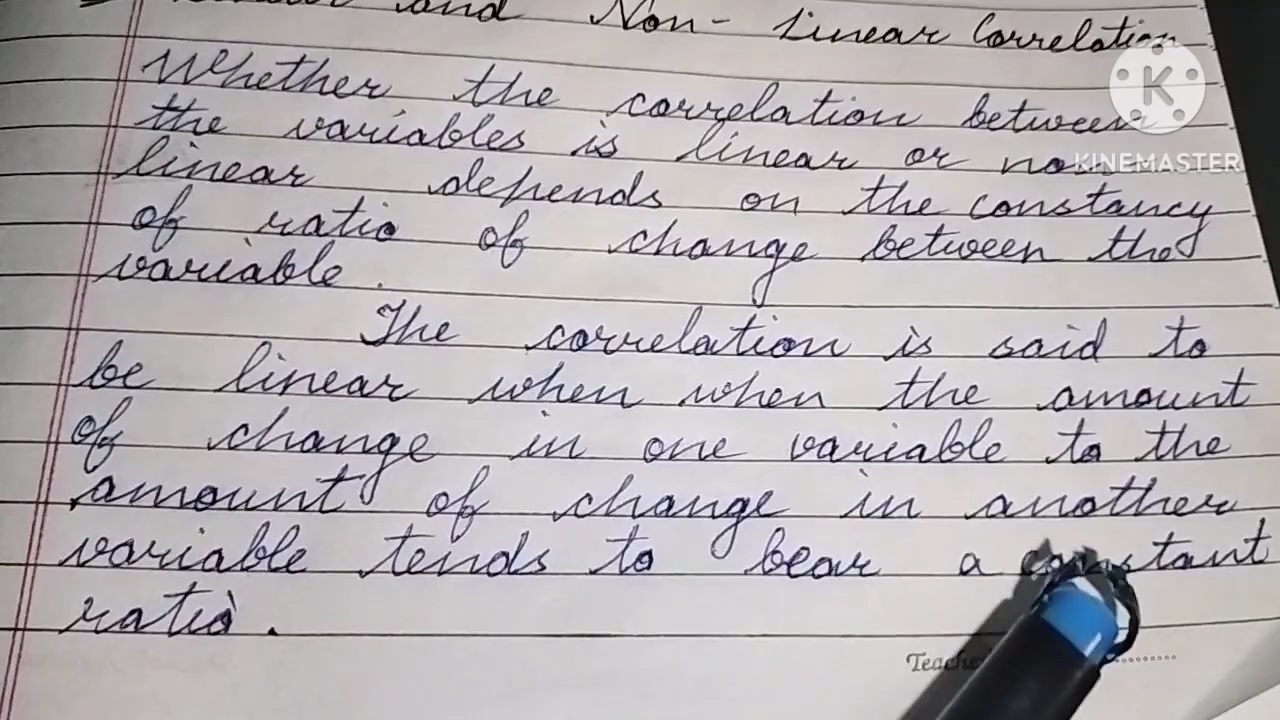 and Non- Linear Correlation
Whether the correlation between
the variables is linear or non
linear depends on the constancy
of ratio of change between the
variable.
The correlation is said to
be linear when when the amount
of change in one variable to the
amount of change in another
variable tends to bear a constant
ratio.
K
KINEMASTER